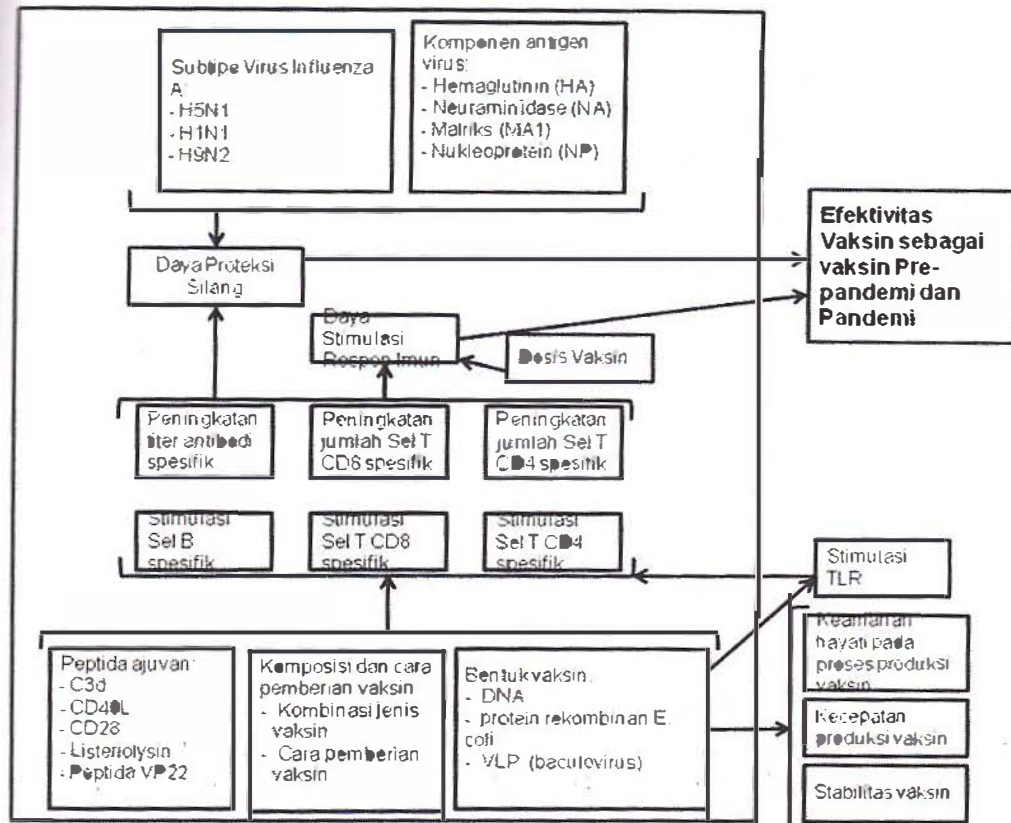 Subtipe Virus Influenza
A:
- H5N1
- H1N1
- H9N2
Komponen antigen
virus:
- Hemaglutinin (HA)
- Neuraminidase (NA)
- Matriks (MA1)
- Nukleoprotein (NP)
Efektivitas
Vaksin sebagai
vaksin Pre-
pandemi dan
Pandemi
Daya Proteksi
Silang
Daya
Stimulasi
Respon Imun
Dosis Vaksin
Peningkatan
titer antibodi
spesifik
Peningkatan
jumlah Sel T
CD8 spesifik
Peningkatan
jumlah Sel T
CD4 spesifik
Stimulasi
Sel B
spesifik
Stimulasi
Sel T CD8
spesifik
Stimulasi
Sel T CD4
spesifik
Stimulasi
TLR
Keamanan
hayati pada
proses produksi
vaksin
Kecepatan
produksi vaksin
Stabilitas vaksin
Peptida ajuvan:
- C3d
- CD40L
- CD28
- Listeriolysin
- Peptida VP22
Komposisi dan cara
pemberian vaksin
- Kombinasi jenis
vaksin
- Cara pemberian
vaksin
Bentuk vaksin:
- DNA
- protein rekombinan E.
coli
- VLP (baculovirus)